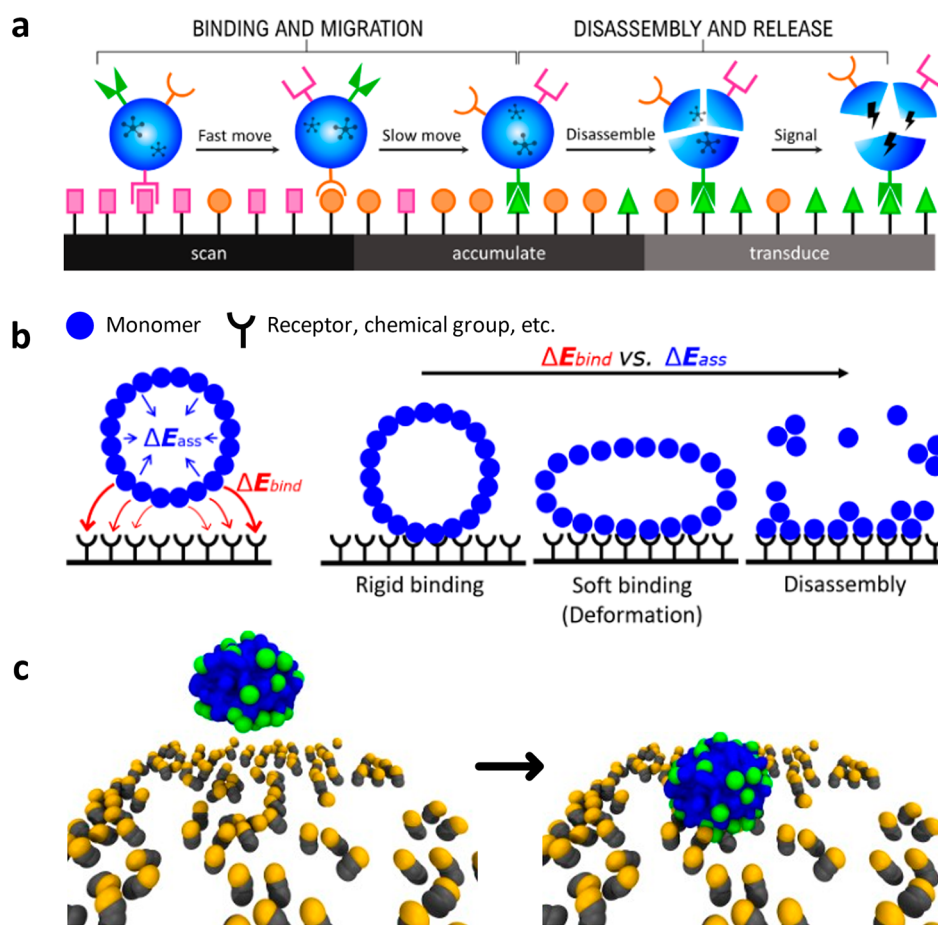 a
BINDING AND MIGRATION
DISASSEMBLY AND RELEASE
Fast move
Slow move
Disassemble
Signal
scan
accumulate
transduce
b
Monomer
Receptor, chemical group, etc.
ΔEbind vs. ΔEass
ΔEass
ΔEbind
Rigid binding
Soft binding
(Deformation)
Disassembly
c